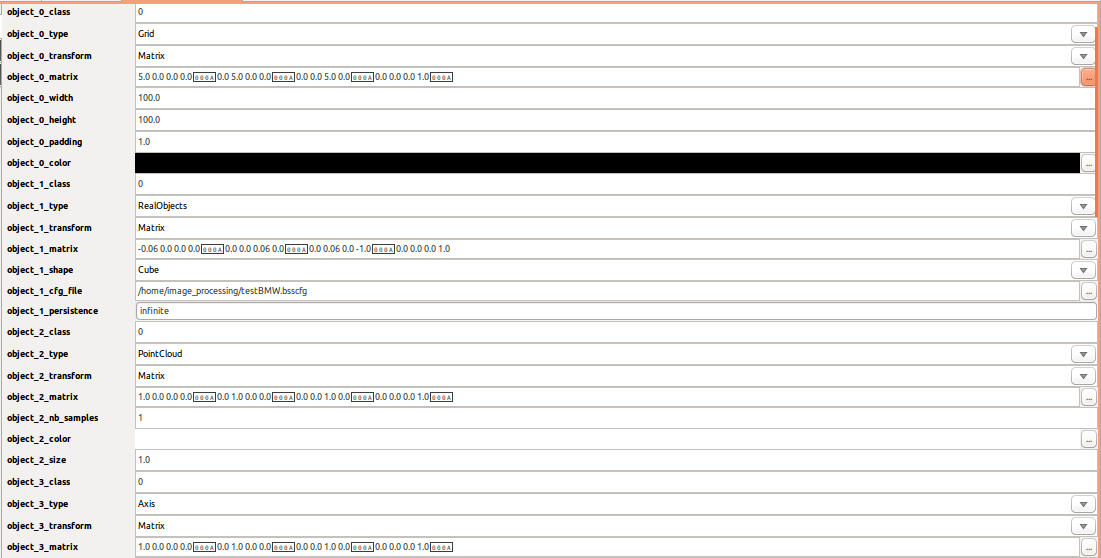 object_0_class 0
object_0_type Grid
object_0_transform Matrix
object_0_matrix 5.0 0.0 0.0 0.0 000A 0.0 5.0 0.0 0.0 000A 0.0 0.0 5.0 0.0 000A 0.0 0.0 0.0 1.0 000A ...
object_0_width 100.0
object_0_height 100.0
object_0_padding 1.0
object_0_color ...
object_1_class 0
object_1_type RealObjects
object_1_transform Matrix
object_1_matrix -0.06 0.0 0.0 0.0 000A 0.0 0.0 0.06 0.0 000A 0.0 0.06 0.0 -1.0 000A 0.0 0.0 0.0 1.0 ...
object_1_shape Cube
object_1_cfg_file /home/image_processing/testBMW.bsscfg ...
object_1_persistence infinite
object_2_class 0
object_2_type PointCloud
object_2_transform Matrix
object_2_matrix 1.0 0.0 0.0 0.0 000A 0.0 1.0 0.0 0.0 000A 0.0 0.0 1.0 0.0 000A 0.0 0.0 0.0 1.0 000A ...
object_2_nb_samples 1
object_2_color ...
object_2_size 1.0
object_3_class 0
object_3_type Axis
object_3_transform Matrix
object_3_matrix 1.0 0.0 0.0 0.0 000A 0.0 1.0 0.0 0.0 000A 0.0 0.0 1.0 0.0 000A 0.0 0.0 0.0 1.0 000A ...